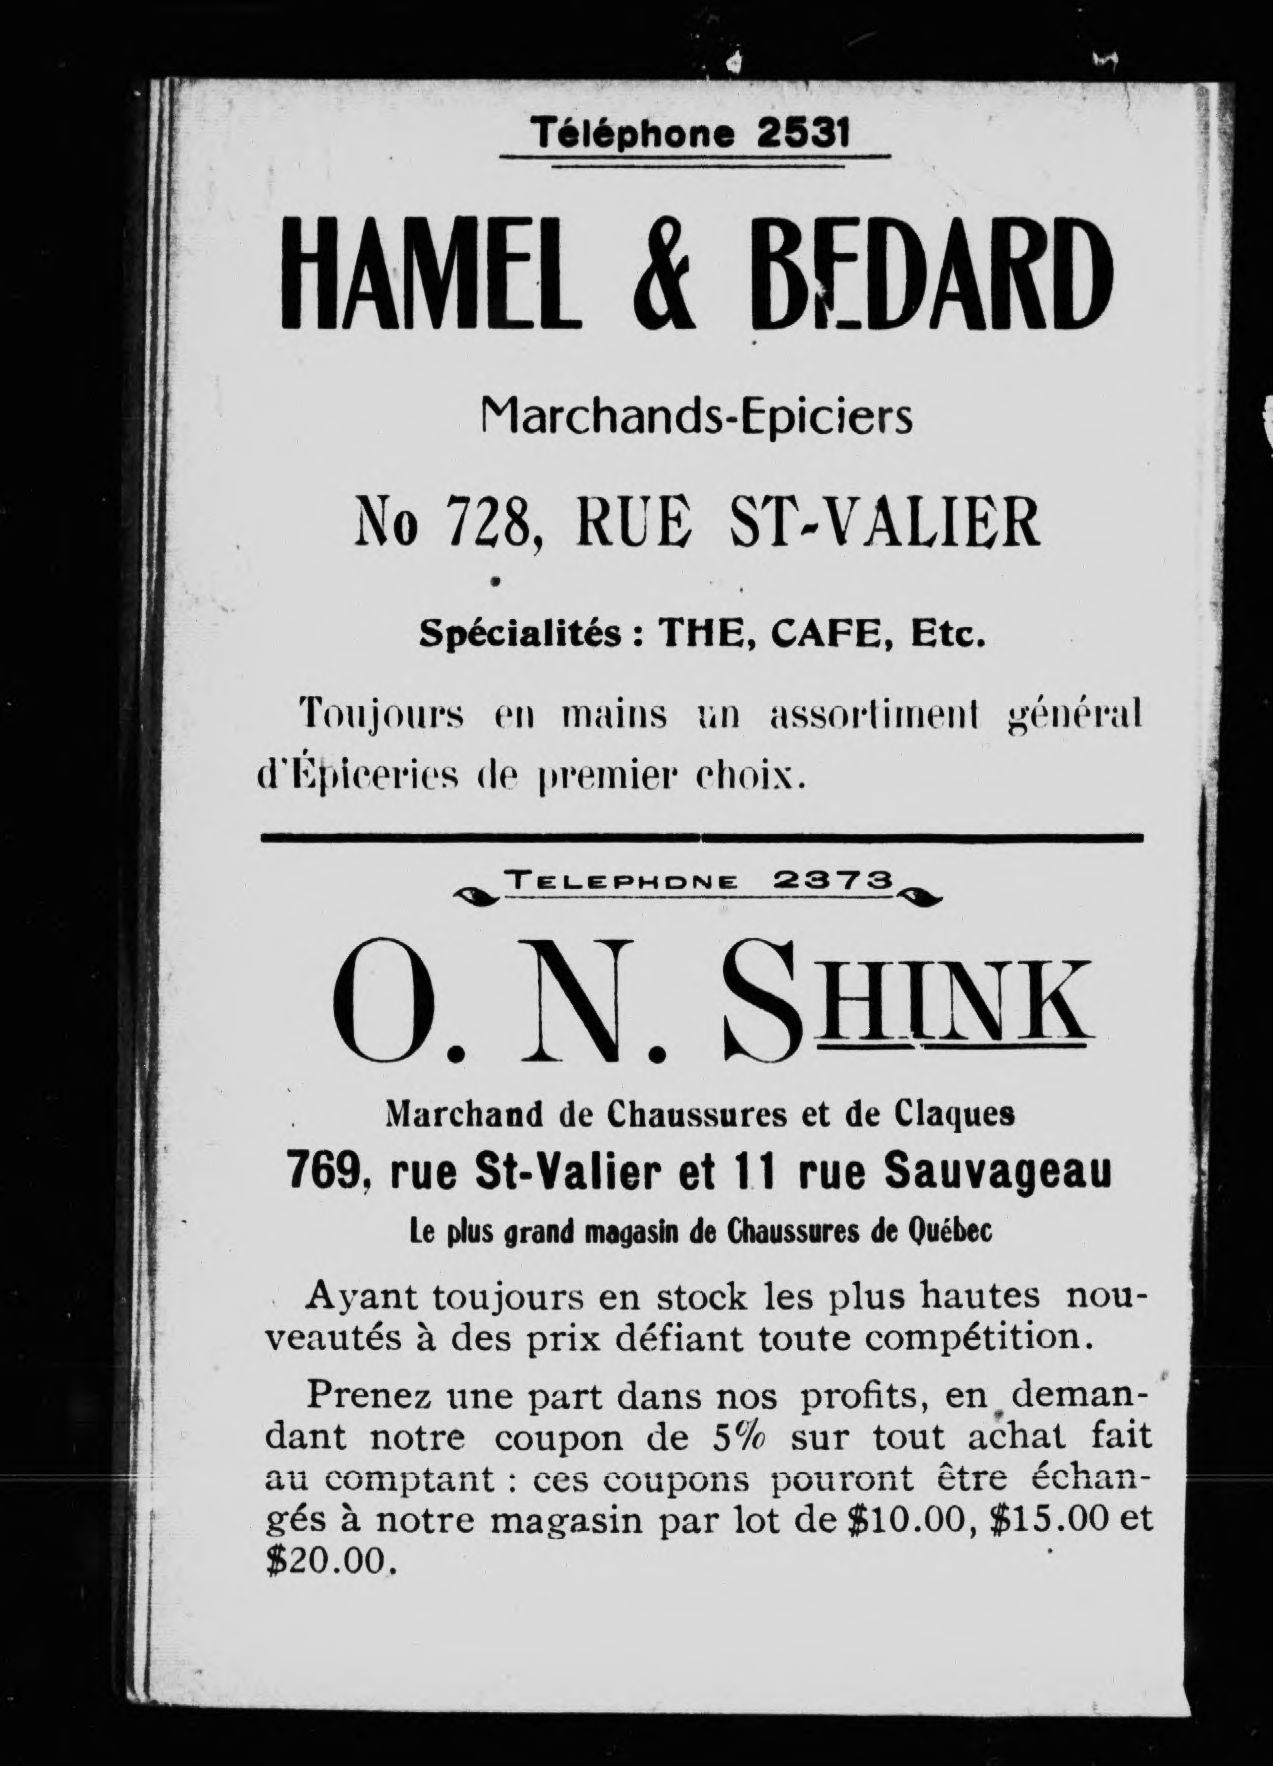 Téléphone 2531
HAMEL & BEDARD
Marchands-Epiciers
No 728, RUE ST-VALIER
Spécialités : THE, CAFE, Etc.
Toujours en mains un assortiment général
d'Épiceries de premier choix.
TELEPHONE 2373
O. N. SHINK
Marchand de Chaussures et de Claques
769, rue St-Valier et 11 rue Sauvageau
Le plus grand magasin de Chaussures de Québec
Ayant toujours en stock les plus hautes nou-
veautés à des prix défiant toute compétition.
Prenez une part dans nos profits, en deman-
dant notre coupon de 5% sur tout achat fait
au comptant : ces coupons pouront être échan-
gés à notre magasin par lot de $10.00, $15.00 et
$20.00.